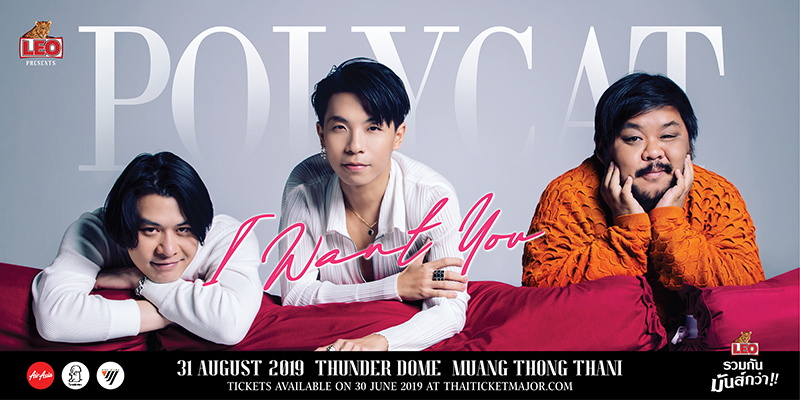 LEO
PRESENTS
POLYCAT
I Want You
31 AUGUST 2019 THUNDER DOME MUANG THONG THANI
TICKETS AVAILABLE ON 30 JUNE 2019 AT THAITICKETMAJOR.COM
AirAsia
LEO
รวมกัน
มันส์กว่า!!